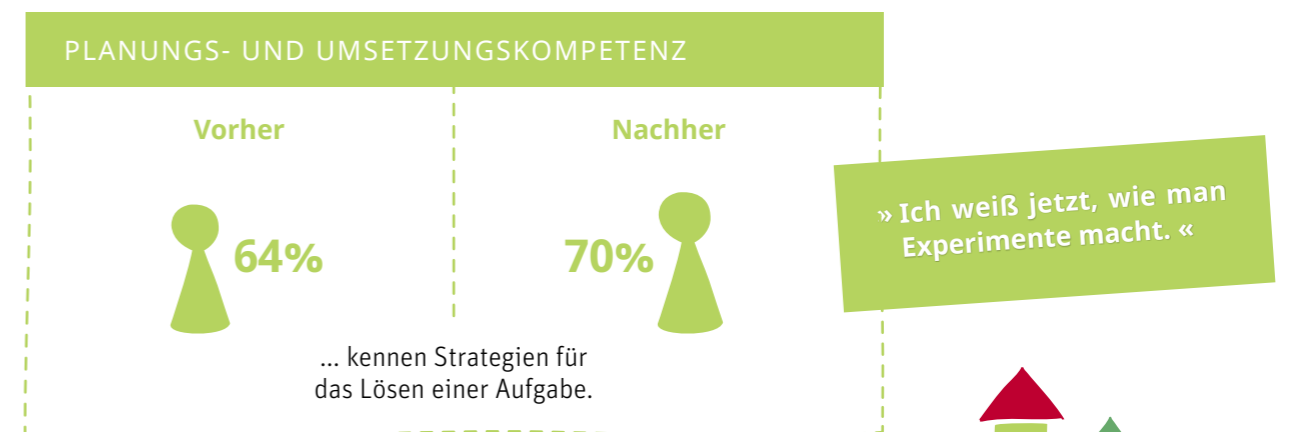 PLANUNGS- UND UMSETZUNGSKOMPETENZ
Vorher
Nachher
64%
70%
... kennen Strategien für
das Lösen einer Aufgabe.
» Ich weiß jetzt, wie man
Experimente macht. «